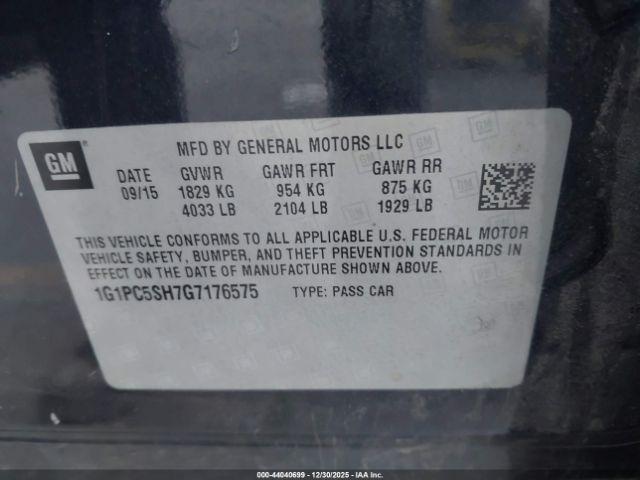 GM
MFD BY GENERAL MOTORS LLC
DATE GVWR GAWR FRT GAWR RR
09/15 1829 KG 954 KG 875 KG
4033 LB 2104 LB 1929 LB
THIS VEHICLE CONFORMS TO ALL APPLICABLE U.S. FEDERAL MOTOR
VEHICLE SAFETY, BUMPER, AND THEFT PREVENTION STANDARDS IN
EFFECT ON THE DATE OF MANUFACTURE SHOWN ABOVE.
1G1PC5SH7G7176575 TYPE: PASS CAR
© - 44040699 - 12/30/2025 - IAAI.COM